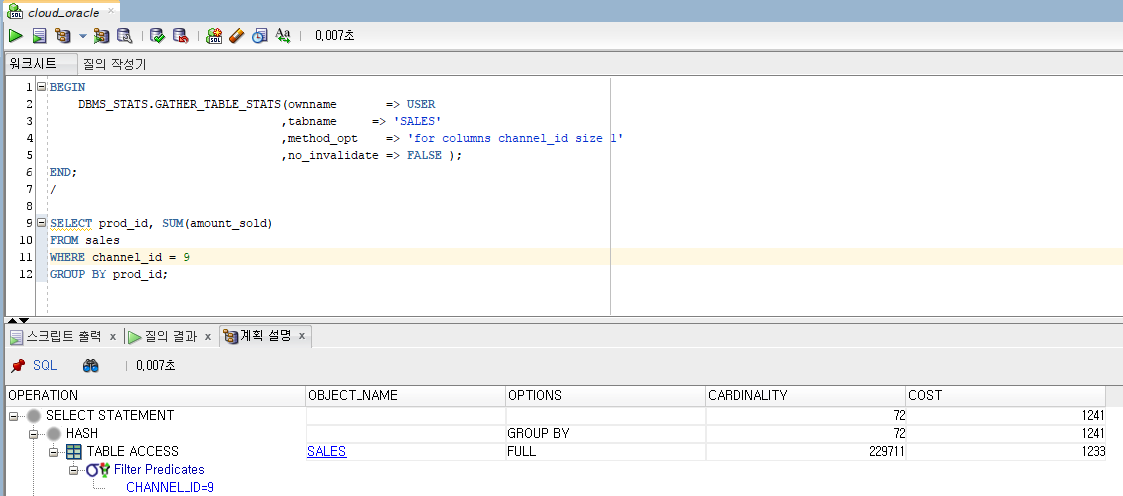 cloud_oracle
0,007초
워크시트 질의 작성기
1 BEGIN
2 DBMS_STATS.GATHER_TABLE_STATS(ownname => USER
3 ,tabname => 'SALES'
4 ,method_opt => 'for columns channel_id size 1'
5 ,no_invalidate => FALSE );
6 END;
7 /
8
9 SELECT prod_id, SUM(amount_sold)
10 FROM sales
11 WHERE channel_id = 9
12 GROUP BY prod_id;
스크립트 출력 x 질의 결과 x 계획 설명 x
SQL 0,007초
OPERATION OBJECT_NAME OPTIONS CARDINALITY COST
SELECT STATEMENT 72 1241
HASH GROUP BY 72 1241
TABLE ACCESS SALES FULL 229711 1233
Filter Predicates
CHANNEL_ID=9